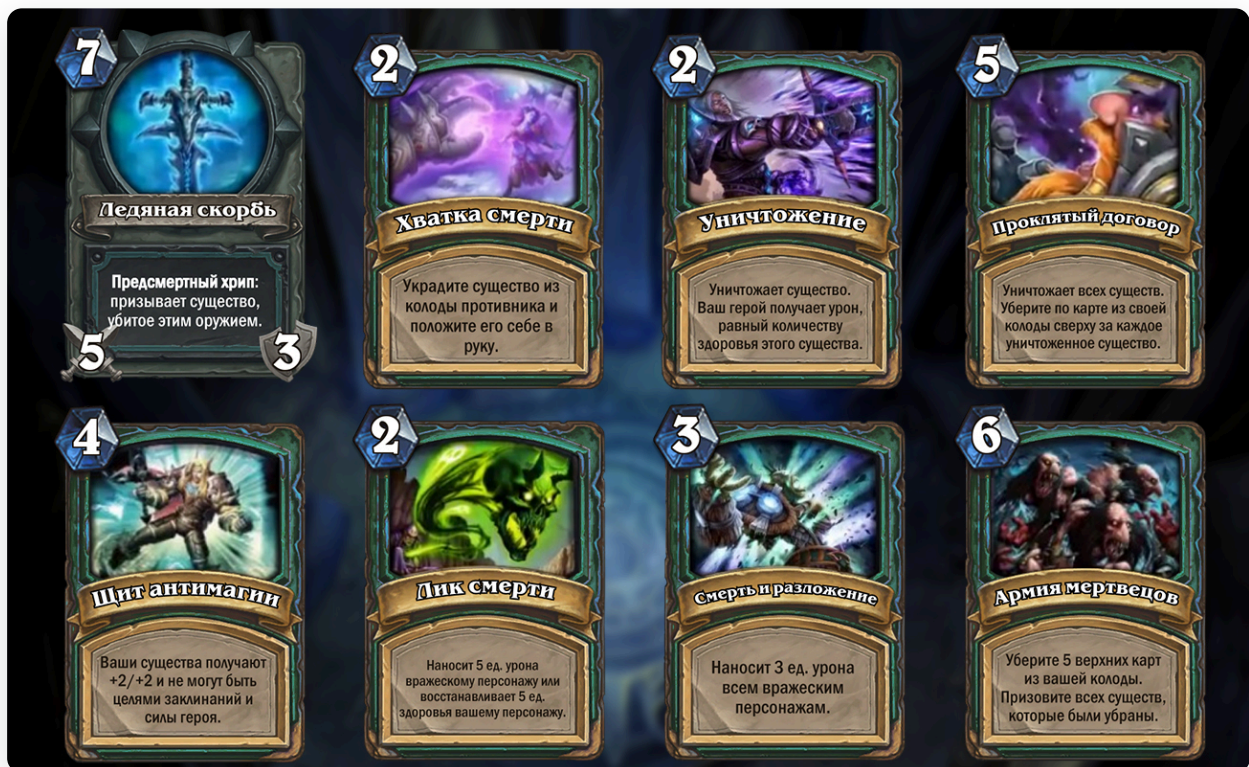 7
Ледяная скорбь
Предсмертный хрип:
призывает существо,
убитое этим оружием.
5
3
2
Хватка смерти
Украдите существо из
колоды противника и
положите его себе в
руку.
2
Уничтожение
Уничтожает существо.
Ваш герой получает урон,
равный количеству
здоровья этого существа.
5
Проклятый договор
Уничтожает всех существ.
Уберите по карте из своей
колоды сверху за каждое
уничтоженное существо.
4
Щит антимагии
Ваши существа получают
+2/+2 и не могут быть
целями заклинаний и
силы героя.
2
Лик смерти
Наносит 5 ед. урона
вражескому персонажу или
восстанавливает 5 ед.
здоровья вашему персонажу.
3
Смерть и разложение
Наносит 3 ед. урона
всем вражеским
персонажам.
6
Армия мертвецов
Уберите 5 верхних карт
из вашей колоды.
Призовите всех существ,
которые были убраны.